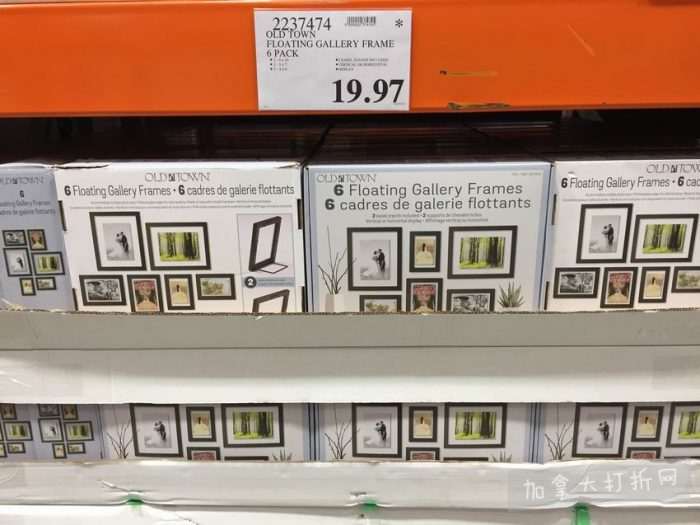 2237474 *
OLD TOWN
FLOATING GALLERY FRAME
6 PACK
19.97
OLD TOWN
6
Floating Gallery Frames
cadres de galerie flottants
OLD TOWN
6 Floating Gallery Frames • 6 cadres de galerie flottants
2
OLD TOWN
6 Floating Gallery Frames
6 cadres de galerie flottants
OLD TOWN
6 Floating Gallery Frames • 6
加拿大打折网